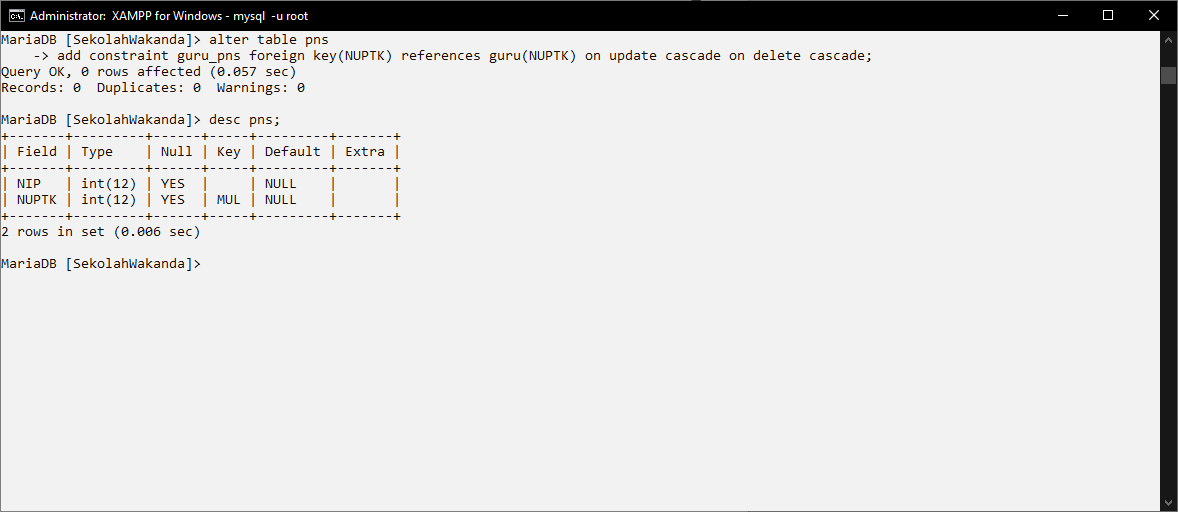 Administrator:  XAMPP for Windows - mysql  -u root
MariaDB [SekolahWakanda]> alter table pns
    -> add constraint guru_pns foreign key(NUPTK) references guru(NUPTK) on update cascade on delete cascade;
Query OK, 0 rows affected (0.057 sec)
Records: 0  Duplicates: 0  Warnings: 0

MariaDB [SekolahWakanda]> desc pns;
+-------+---------+------+-----+---------+-------+
| Field | Type    | Null | Key | Default | Extra |
+-------+---------+------+-----+---------+-------+
| NIP   | int(12) | YES  |     | NULL    |       |
| NUPTK | int(12) | YES  | MUL | NULL    |       |
+-------+---------+------+-----+---------+-------+
2 rows in set (0.006 sec)

MariaDB [SekolahWakanda]>